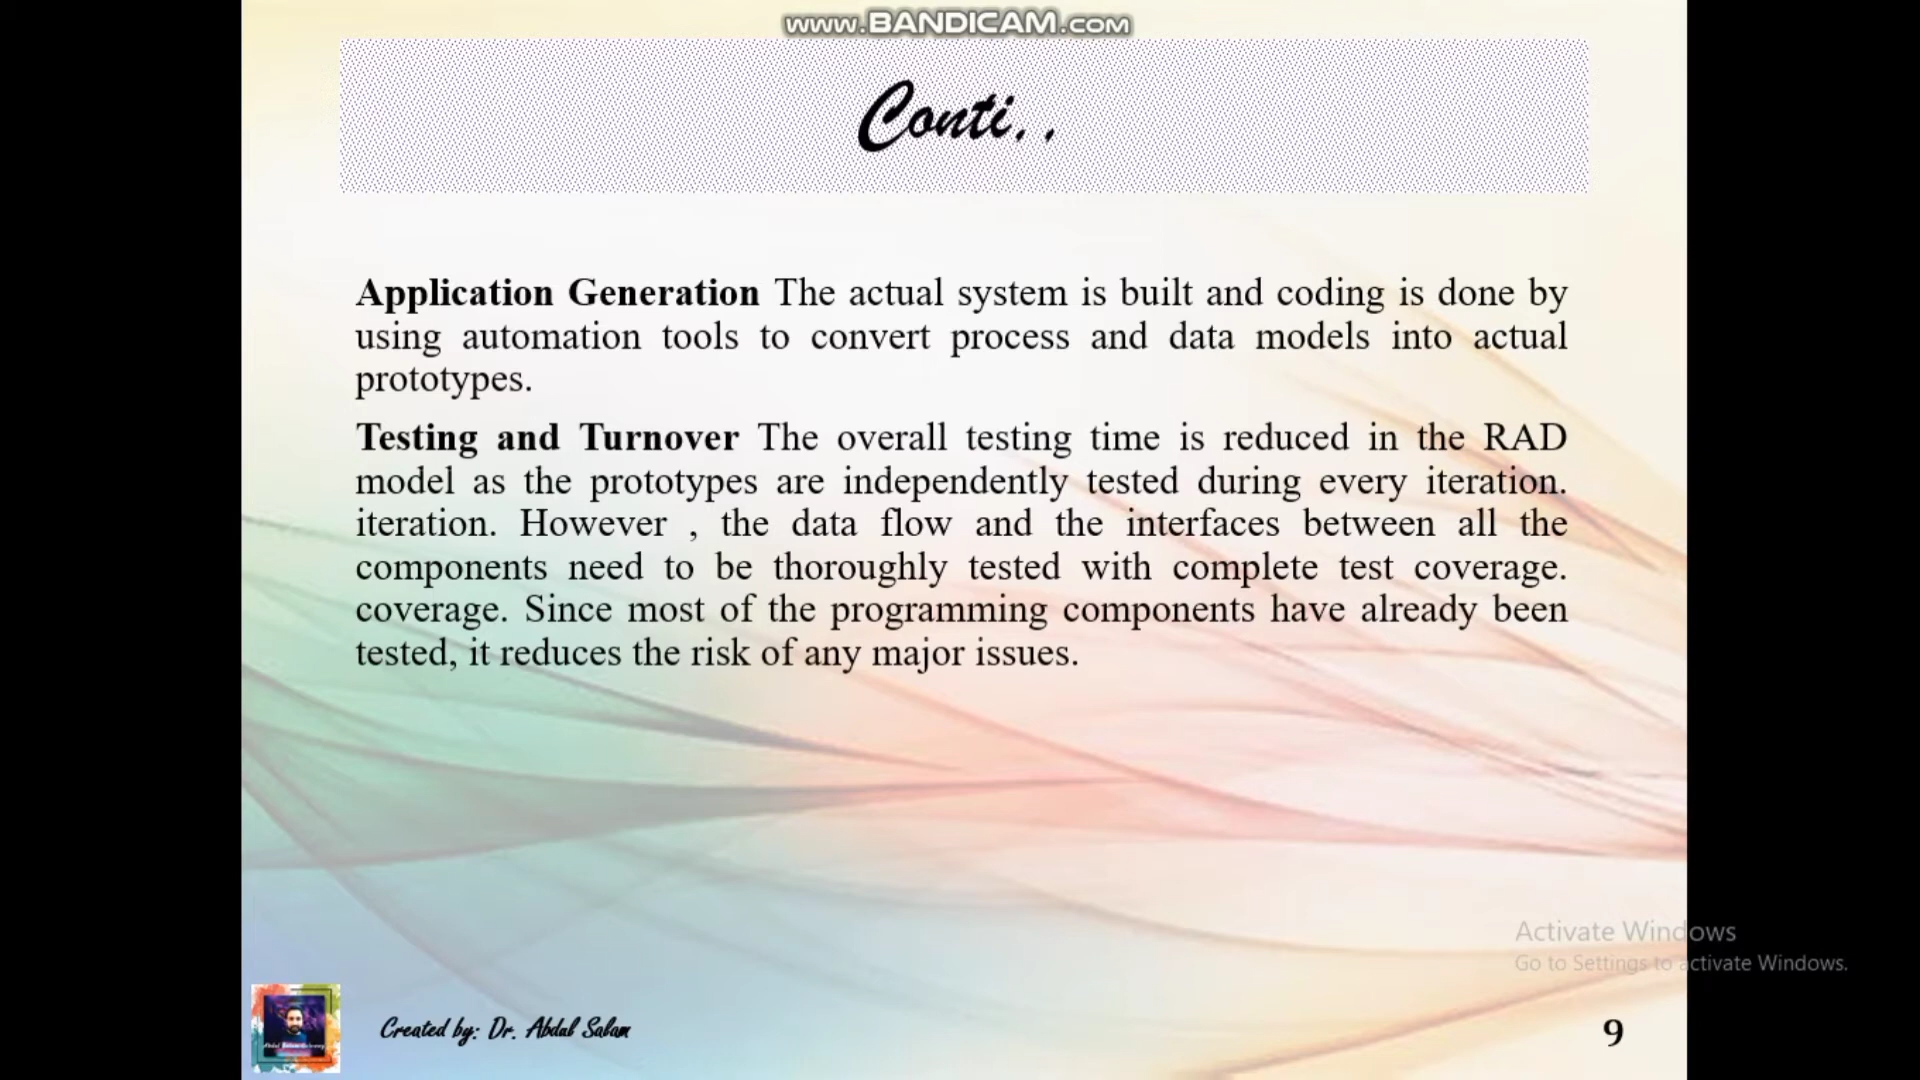 www.BANDICAM.com
Conti..
Application Generation The actual system is built and coding is done by
using automation tools to convert process and data models into actual
prototypes.
Testing and Turnover The overall testing time is reduced in the RAD
model as the prototypes are independently tested during every iteration.
iteration. However , the data flow and the interfaces between all the
components need to be thoroughly tested with complete test coverage.
coverage. Since most of the programming components have already been
tested, it reduces the risk of any major issues.
Activate Windows
Go to Settings to activate Windows.
Created by: Dr. Abdul Salam
9